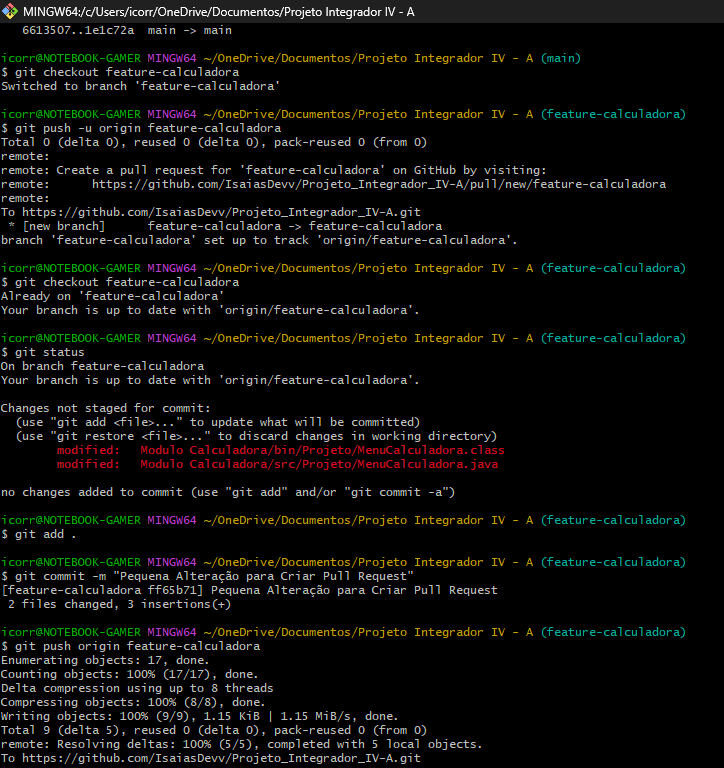 MINGW64:/c/Users/icorr/OneDrive/Documentos/Projeto Integrador IV - A
6613507..1e1c72a  main -> main
icorr@NOTEBOOK-GAMER MINGW64 ~/OneDrive/Documentos/Projeto Integrador IV - A (main)
$ git checkout feature-calculadora
Switched to branch 'feature-calculadora'
icorr@NOTEBOOK-GAMER MINGW64 ~/OneDrive/Documentos/Projeto Integrador IV - A (feature-calculadora)
$ git push -u origin feature-calculadora
Total 0 (delta 0), reused 0 (delta 0), pack-reused 0 (from 0)
remote:
remote: Create a pull request for 'feature-calculadora' on GitHub by visiting:
remote:      https://github.com/IsaiasDevv/Projeto_Integrador_IV-A/pull/new/feature-calculadora
remote:
To https://github.com/IsaiasDevv/Projeto_Integrador_IV-A.git
 * [new branch]      feature-calculadora -> feature-calculadora
branch 'feature-calculadora' set up to track 'origin/feature-calculadora'.
icorr@NOTEBOOK-GAMER MINGW64 ~/OneDrive/Documentos/Projeto Integrador IV - A (feature-calculadora)
$ git checkout feature-calculadora
Already on 'feature-calculadora'
Your branch is up to date with 'origin/feature-calculadora'.
icorr@NOTEBOOK-GAMER MINGW64 ~/OneDrive/Documentos/Projeto Integrador IV - A (feature-calculadora)
$ git status
On branch feature-calculadora
Your branch is up to date with 'origin/feature-calculadora'.
Changes not staged for commit:
  (use "git add <file>..." to update what will be committed)
  (use "git restore <file>..." to discard changes in working directory)
        modified:   Modulo Calculadora/bin/Projeto/MenuCalculadora.class
        modified:   Modulo Calculadora/src/Projeto/MenuCalculadora.java
no changes added to commit (use "git add" and/or "git commit -a")
icorr@NOTEBOOK-GAMER MINGW64 ~/OneDrive/Documentos/Projeto Integrador IV - A (feature-calculadora)
$ git add .
icorr@NOTEBOOK-GAMER MINGW64 ~/OneDrive/Documentos/Projeto Integrador IV - A (feature-calculadora)
$ git commit -m "Pequena Alteração para Criar Pull Request"
[feature-calculadora ff65b71] Pequena Alteração para Criar Pull Request
 2 files changed, 3 insertions(+)
icorr@NOTEBOOK-GAMER MINGW64 ~/OneDrive/Documentos/Projeto Integrador IV - A (feature-calculadora)
$ git push origin feature-calculadora
Enumerating objects: 17, done.
Counting objects: 100% (17/17), done.
Delta compression using up to 8 threads
Compressing objects: 100% (8/8), done.
Writing objects: 100% (9/9), 1.15 KiB | 1.15 MiB/s, done.
Total 9 (delta 5), reused 0 (delta 0), pack-reused 0 (from 0)
remote: Resolving deltas: 100% (5/5), completed with 5 local objects.
To https://github.com/IsaiasDevv/Projeto_Integrador_IV-A.git